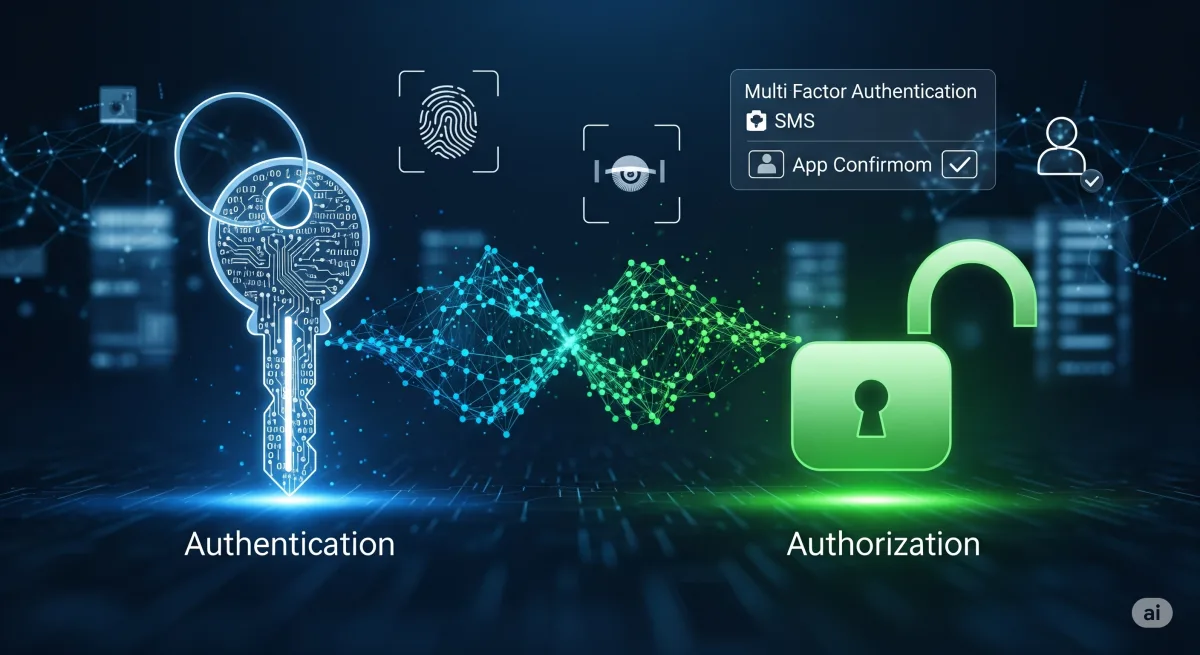 Multi Factor Authentication
SMS
App Confirmom
Authentication
Authorization
ai